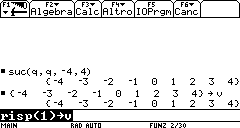 F1 F2 F3 F4 F5 F6
Algebra Calc Altro IOPrgm Canc
suc(q, q, -4, 4)
{-4 -3 -2 -1 0 1 2 3 4}
{-4 -3 -2 -1 0 1 2 3 4} → v
{-4 -3 -2 -1 0 1 2 3 4}
risp(1)→v
MAIN RAD AUTO FUNZ 2/30